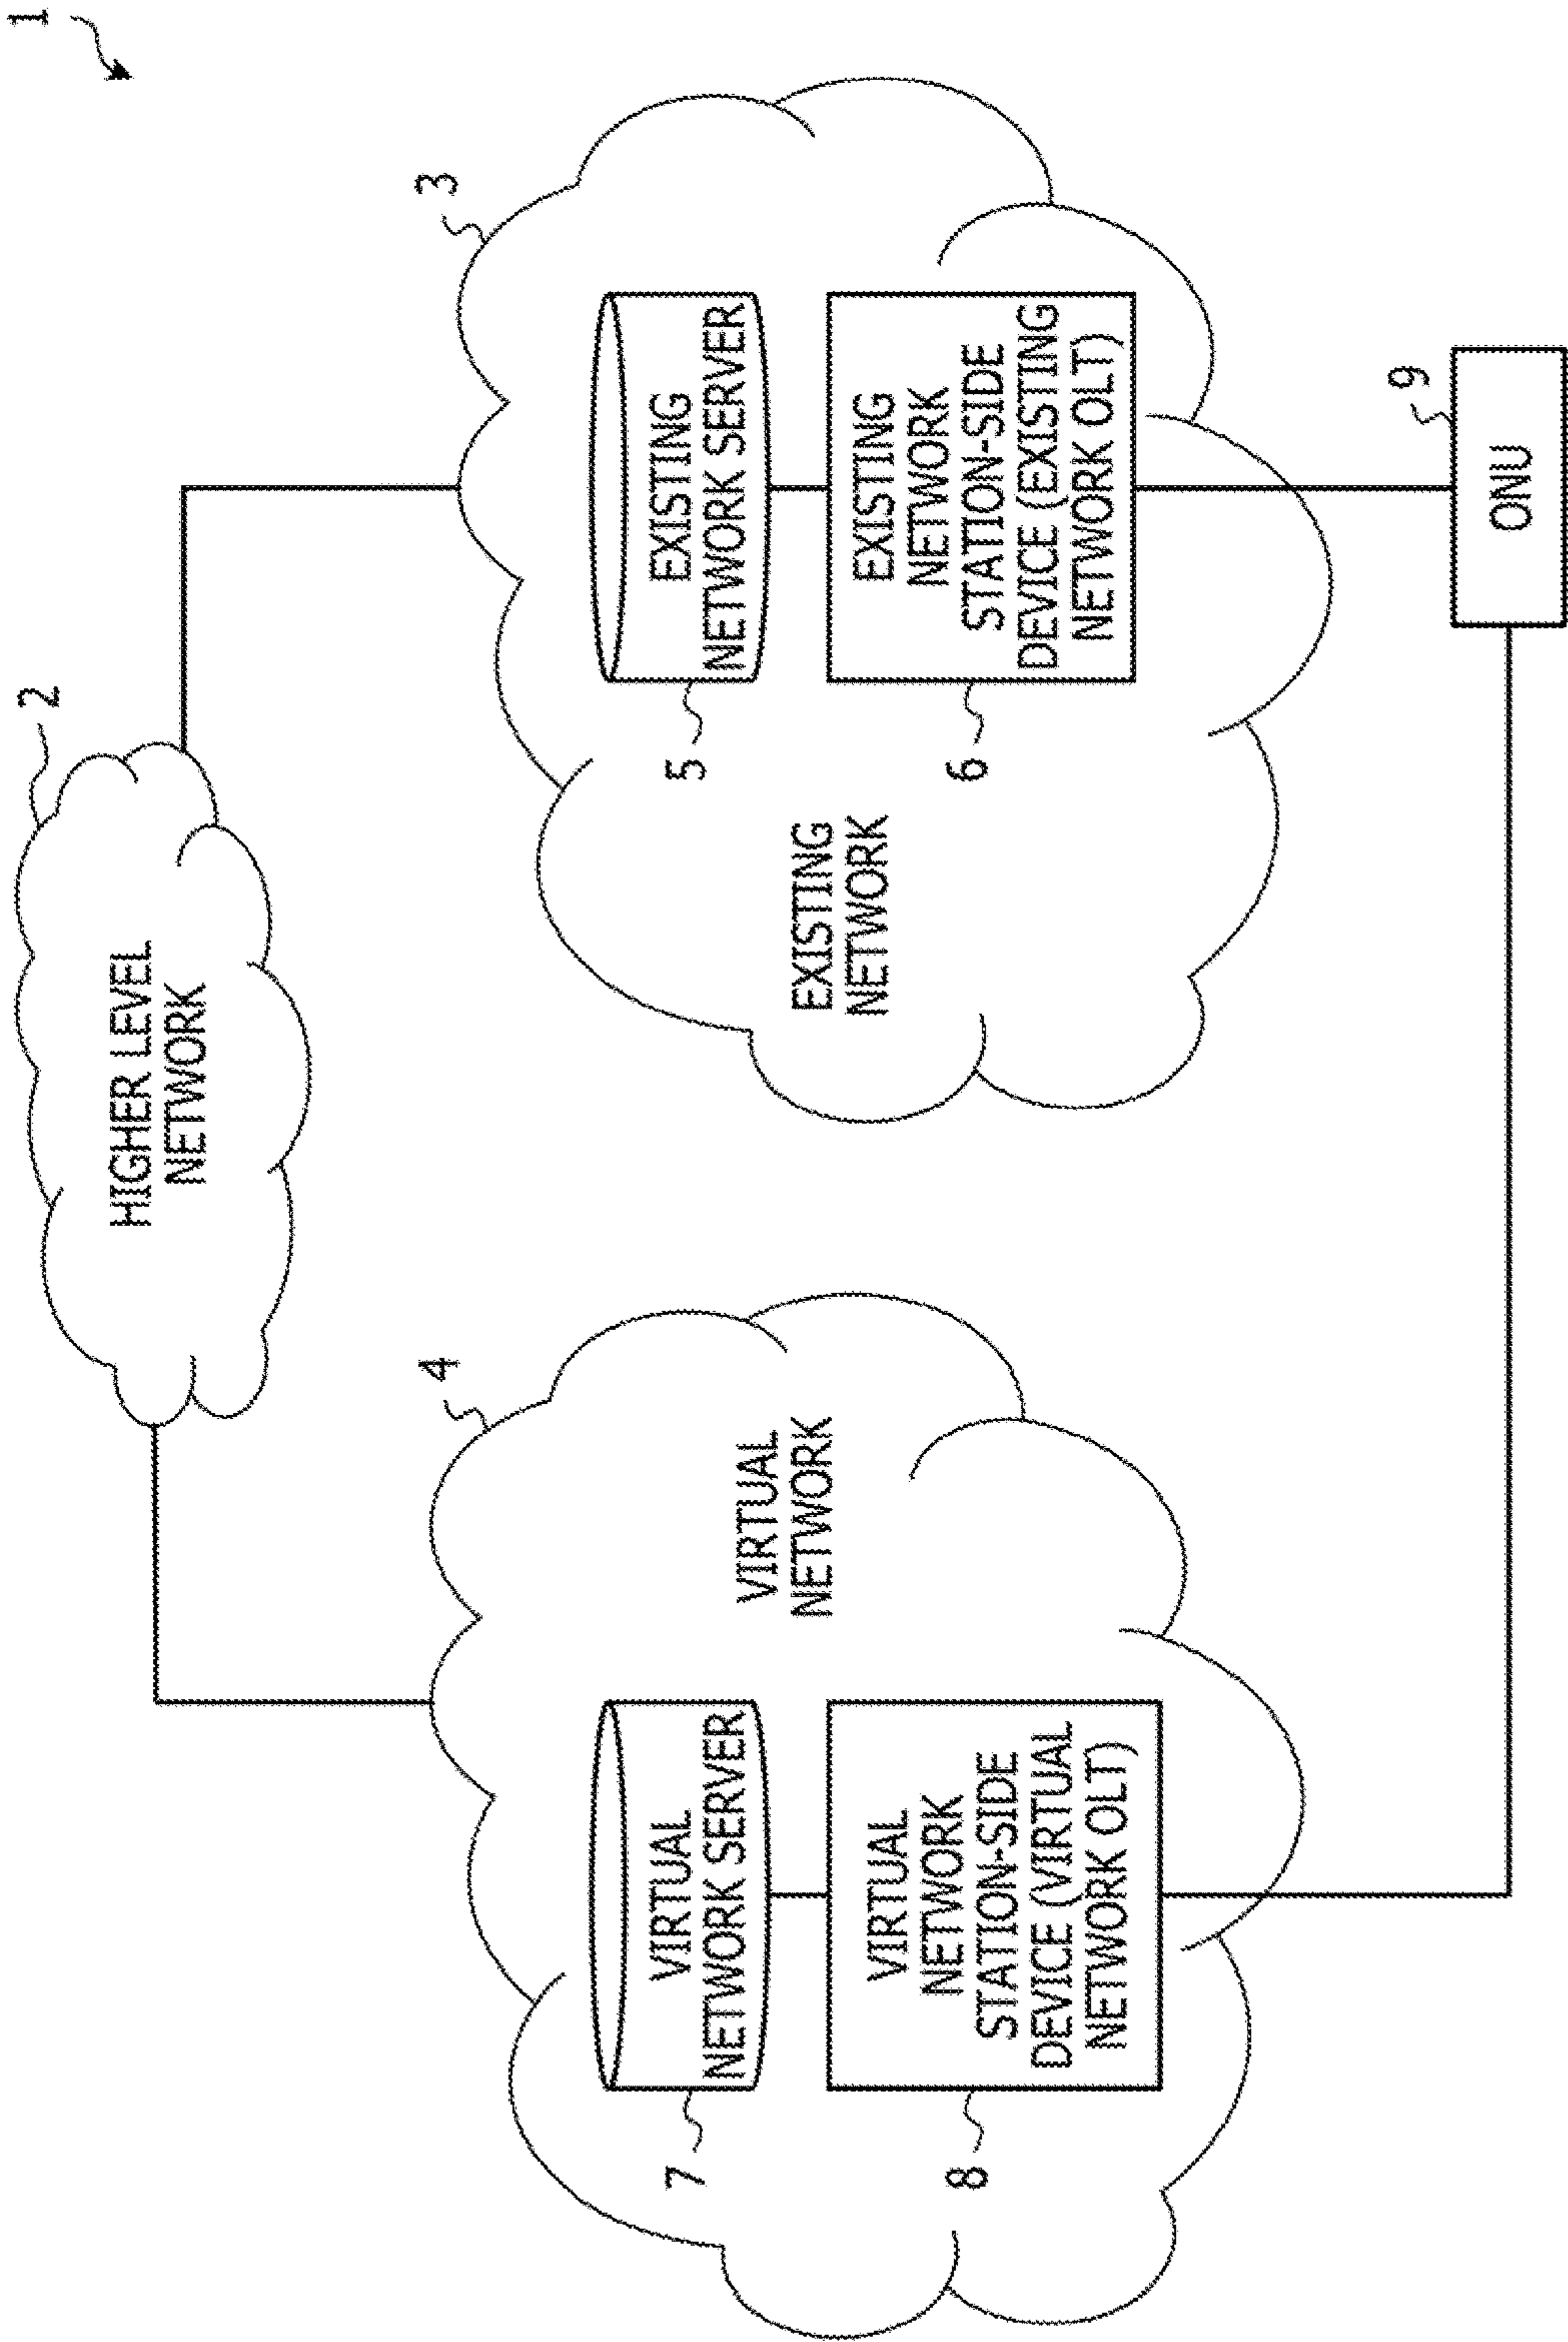 1
2
HIGHER LEVEL
NETWORK
4
3
VIRTUAL
NETWORK
7
VIRTUAL
NETWORK SERVER
8
VIRTUAL
NETWORK
STATION-SIDE
DEVICE (VIRTUAL
NETWORK OLT)
EXISTING
NETWORK
5
EXISTING
NETWORK SERVER
6
EXISTING
NETWORK
STATION-SIDE
DEVICE (EXISTING
NETWORK OLT)
9
ONU